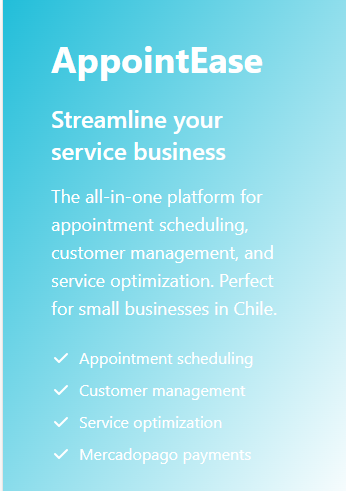 AppointEase
Streamline your
service business
The all-in-one platform for
appointment scheduling,
customer management, and
service optimization. Perfect
for small businesses in Chile.
Appointment scheduling
Customer management
Service optimization
Mercadopago payments